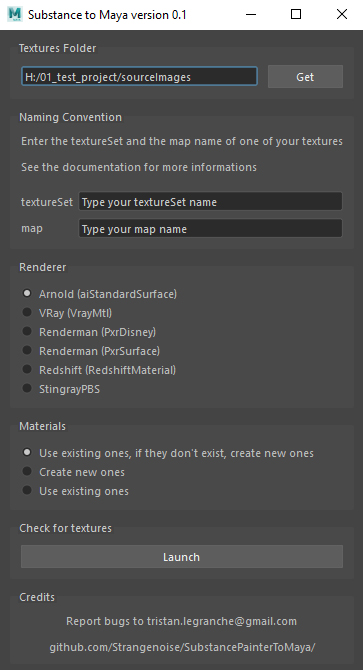 Substance to Maya version 0.1
Textures Folder
H:/01_test_project/sourceImages
Get
Naming Convention
Enter the textureSet and the map name of one of your textures
See the documentation for more informations
textureSet Type your textureSet name
map Type your map name
Renderer
Arnold (aiStandardSurface)
VRay (VrayMtl)
Renderman (PxrDisney)
Renderman (PxrSurface)
Redshift (RedshiftMaterial)
StingrayPBS
Materials
Use existing ones, if they don't exist, create new ones
Create new ones
Use existing ones
Check for textures
Launch
Credits
Report bugs to tristan.legranche@gmail.com
github.com/Strangenoise/SubstancePainterToMaya/